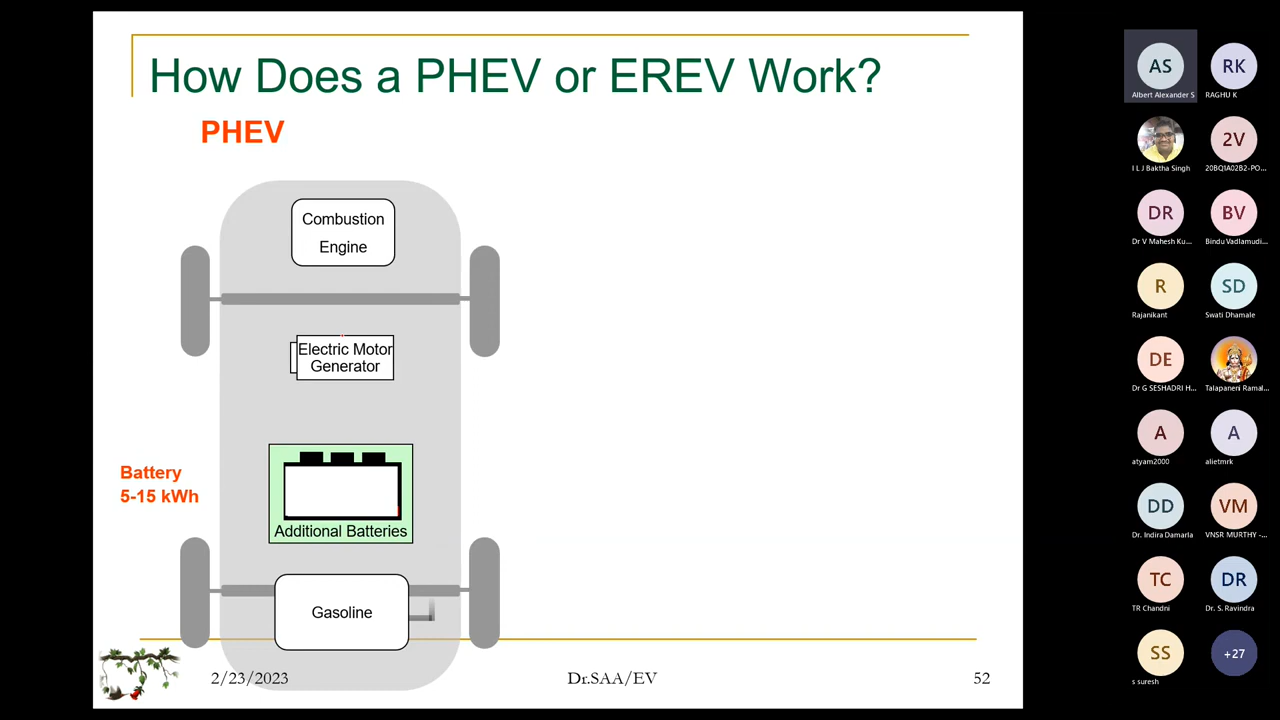 How Does a PHEV or EREV Work?
PHEV
Combustion
Engine
Electric Motor
Generator
Battery
5-15 kWh
Additional Batteries
Gasoline
2/23/2023
Dr.SAA/EV
52
AS
Albert Alexander S
RK
RAGHU K
I L J Baktha Singh
2V
20BQ1A02B2-PO...
DR
Dr V Mahesh Ku...
BV
Bindu Vadlamudi...
R
Rajanikant
SD
Swati Dhamale
DE
Dr G SESHADRI H...
Talapaneni Ramal...
A
atyam2000
A
alietmrk
DD
Dr. Indira Damarla
VM
VNSR MURTHY -...
TC
TR Chandni
DR
Dr. S. Ravindra
SS
s suresh
+27